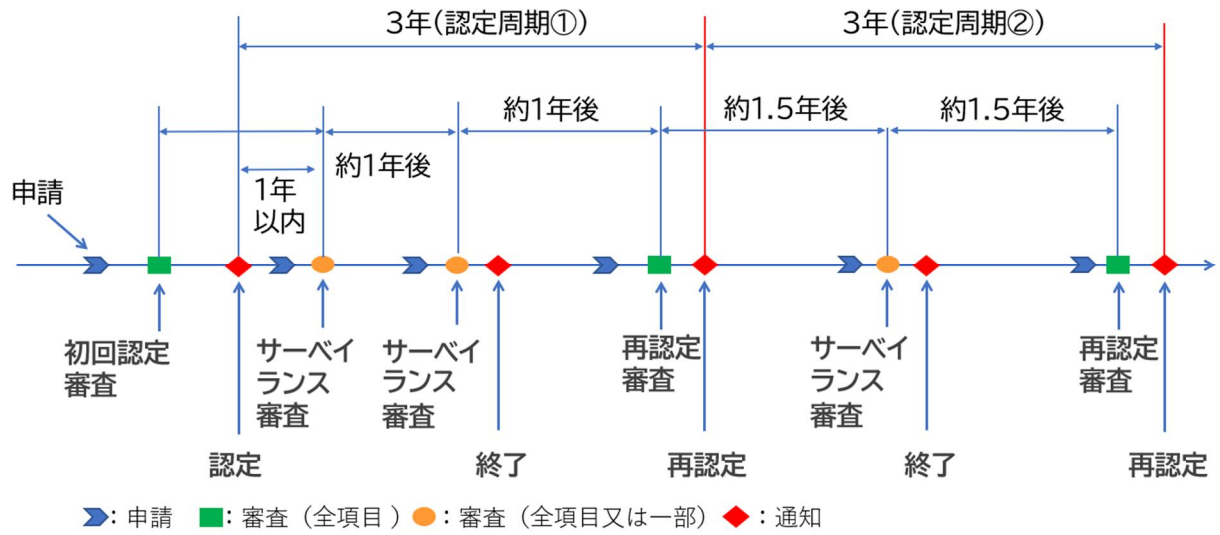 3年(認定周期①)
3年(認定周期②)
約1年後
約1.5年後
約1.5年後
約1年後
申請
1年
以内
初回認定
審査
サーベイ
ランス
審査
サーベイ
ランス
審査
再認定
審査
サーベイ
ランス
審査
再認定
審査
認定
終了
再認定
終了
再認定
：申請 ：審査（全項目 ） ：審査（全項目又は一部） ：通知